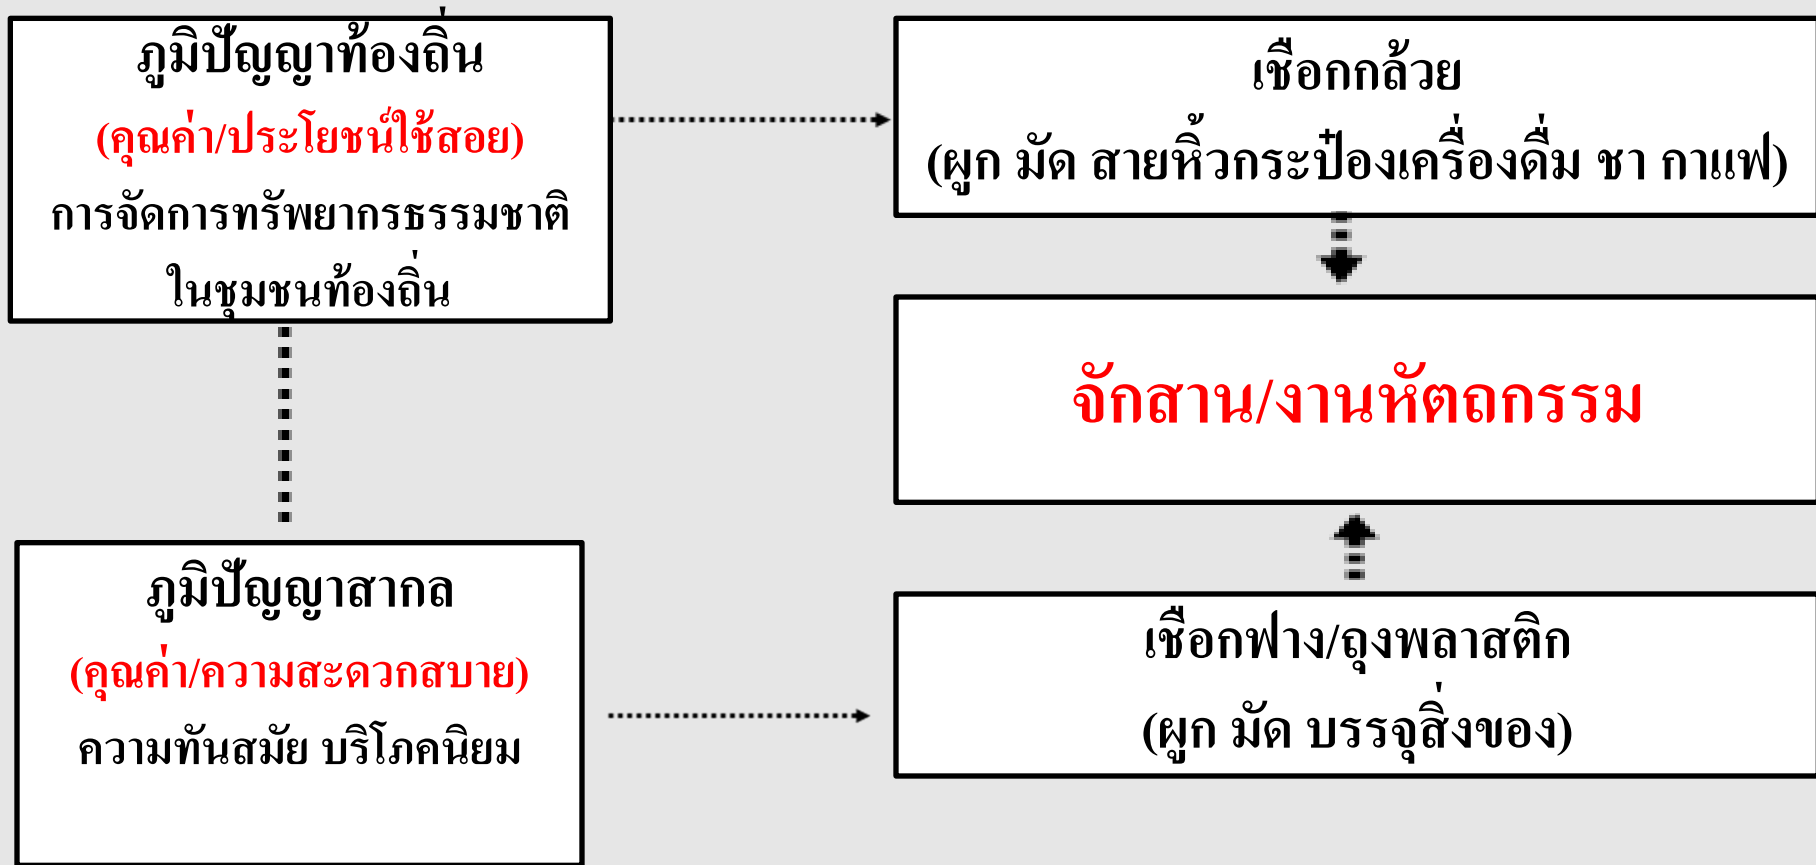 ภูมิปัญญาท้องถิ่น
(คุณค่า/ประโยชน์ใช้สอย)
การจัดการทรัพยากรธรรมชาติ
ในชุมชนท้องถิ่น
เชือกกล้วย
(ผูก มัด สายหิ้วกระป๋องเครื่องดื่ม ชา กาแฟ)
จักสาน/งานหัตถกรรม
ภูมิปัญญาสากล
(คุณค่า/ความสะดวกสบาย)
ความทันสมัย บริโภคนิยม
เชือกฟาง/ถุงพลาสติก
(ผูก มัด บรรจุสิ่งของ)